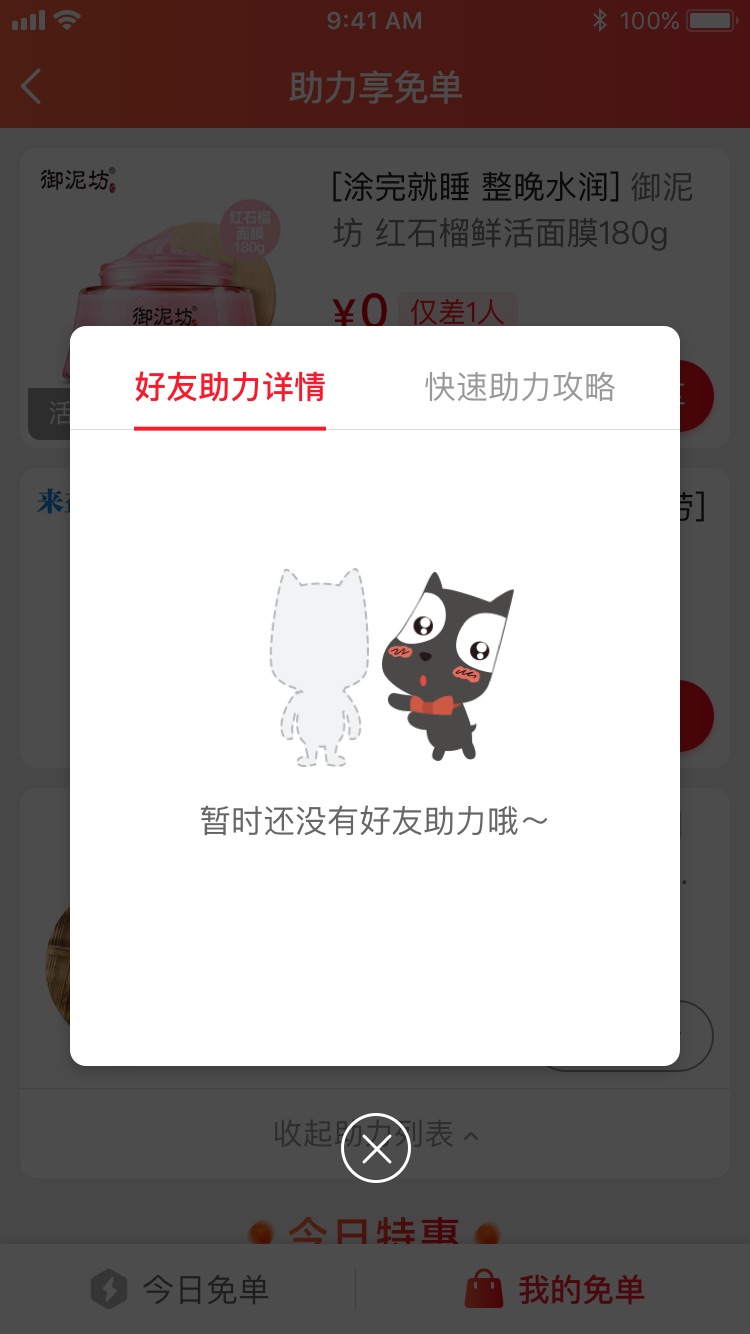 9:41 AM
100%
助力享免单
御泥坊
[涂完就睡 整晚水润] 御泥
坊 红石榴鲜活面膜180g
红石榴
面膜
180g
御泥坊
¥0 仅差1人
好友助力详情
快速助力攻略
活
来
劳]
暂时还没有好友助力哦～
收起助力列表
今日特惠
今日免单
我的免单